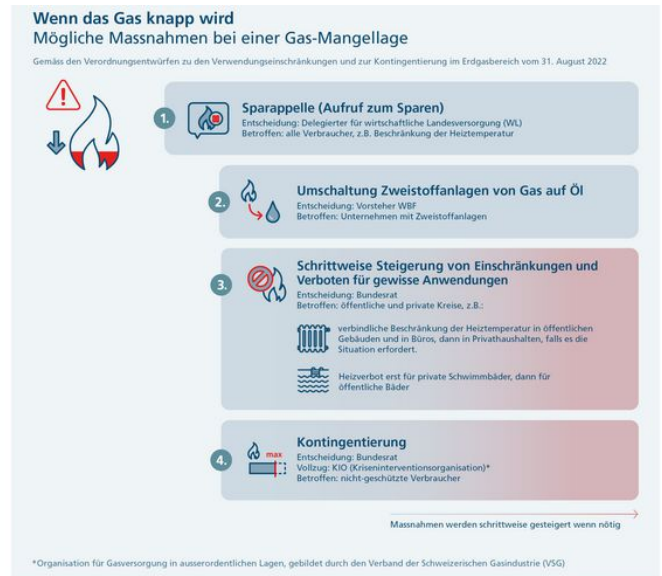 Wenn das Gas knapp wird
Mögliche Massnahmen bei einer Gas-Mangellage
Gemäss den Verordnungsentwürfen zu den Verwendungseinschränkungen und zur Kontingentierung im Erdgasbereich vom 31. August 2022
1.
Sparappelle (Aufruf zum Sparen)
Entscheidung: Delegierter für wirtschaftliche Landesversorgung (WL)
Betroffen: alle Verbraucher, z.B. Beschränkung der Heiztemperatur
2.
Umschaltung Zweistoffanlagen von Gas auf Öl
Entscheidung: Vorsteher WBF
Betroffen: Unternehmen mit Zweistoffanlagen
3.
Schrittweise Steigerung von Einschränkungen und
Verboten für gewisse Anwendungen
Entscheidung: Bundesrat
Betroffen: öffentliche und private Kreise, z.B.:
verbindliche Beschränkung der Heiztemperatur in öffentlichen
Gebäuden und in Büros, dann in Privathaushalten, falls es die
Situation erfordert.
Heizverbot erst für private Schwimmbäder, dann für
öffentliche Bäder
4.
max
Kontingentierung
Entscheidung: Bundesrat
Vollzug: KIO (Kriseninterventionsorganisation)*
Betroffen: nicht-geschützte Verbraucher
Massnahmen werden schrittweise gesteigert wenn nötig
*Organisation für Gasversorgung in ausserordentlichen Lagen, gebildet durch den Verband der Schweizerischen Gasindustrie (VSG)